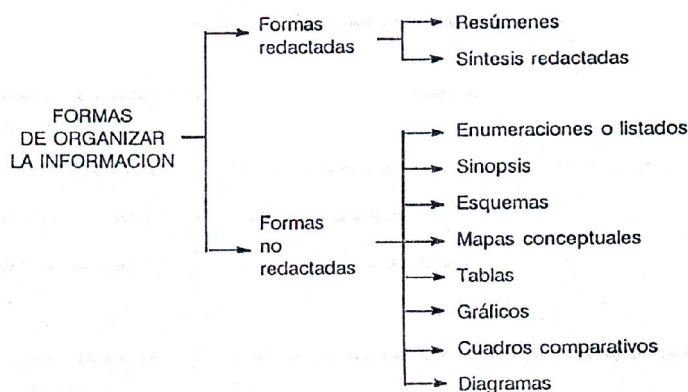 FORMAS
DE ORGANIZAR
LA INFORMACION
Formas
redactadas
Resúmenes
Síntesis redactadas
Formas
no
redactadas
Enumeraciones o listados
Sinopsis
Esquemas
Mapas conceptuales
Tablas
Gráficos
Cuadros comparativos
Diagramas